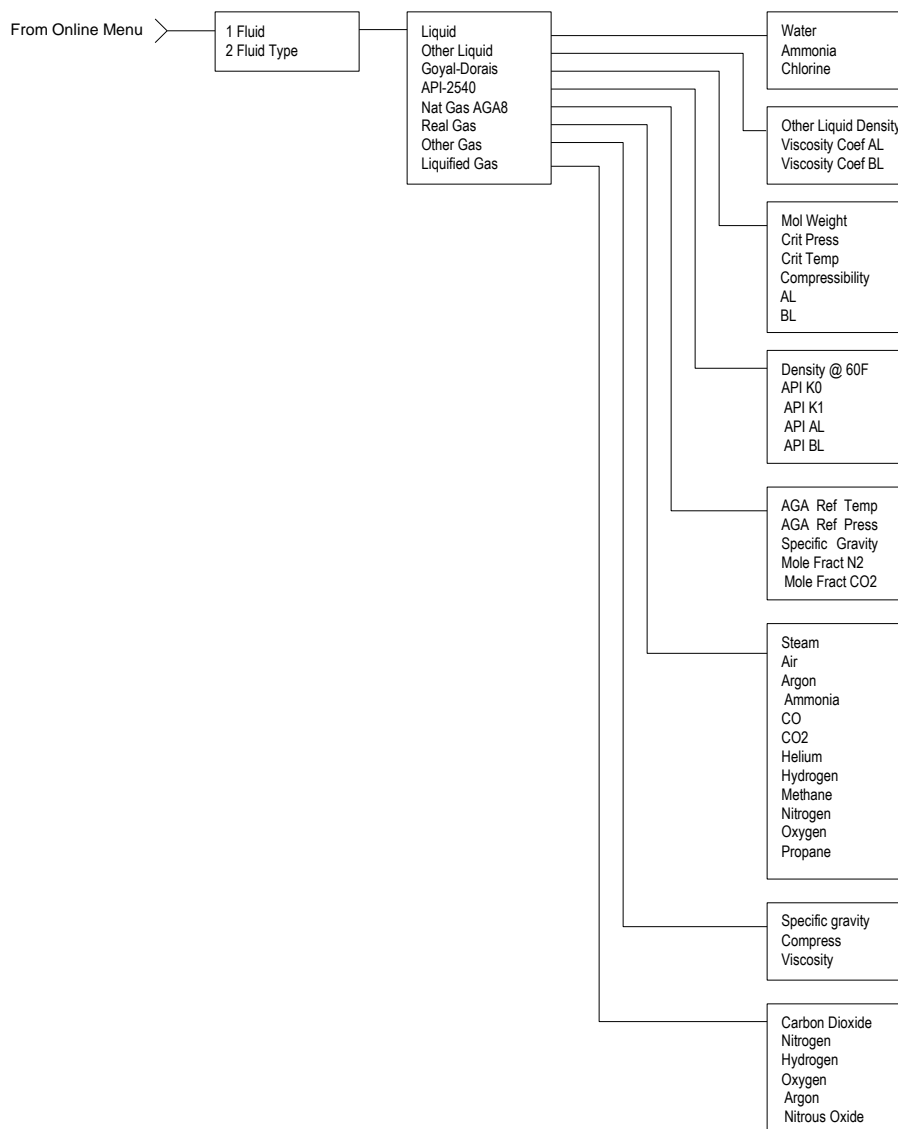 From Online Menu
1 Fluid
2 Fluid Type
Liquid
Other Liquid
Goyal-Dorais
API-2540
Nat Gas AGA8
Real Gas
Other Gas
Liquified Gas
Water
Ammonia
Chlorine
Other Liquid Density
Viscosity Coef AL
Viscosity Coef BL
Mol Weight
Crit Press
Crit Temp
Compressibility
AL
BL
Density @ 60F
API K0
API K1
API AL
API BL
AGA Ref Temp
AGA Ref Press
Specific Gravity
Mole Fract N2
Mole Fract CO2
Steam
Air
Argon
Ammonia
CO
CO2
Helium
Hydrogen
Methane
Nitrogen
Oxygen
Propane
Specific gravity
Compress
Viscosity
Carbon Dioxide
Nitrogen
Hydrogen
Oxygen
Argon
Nitrous Oxide